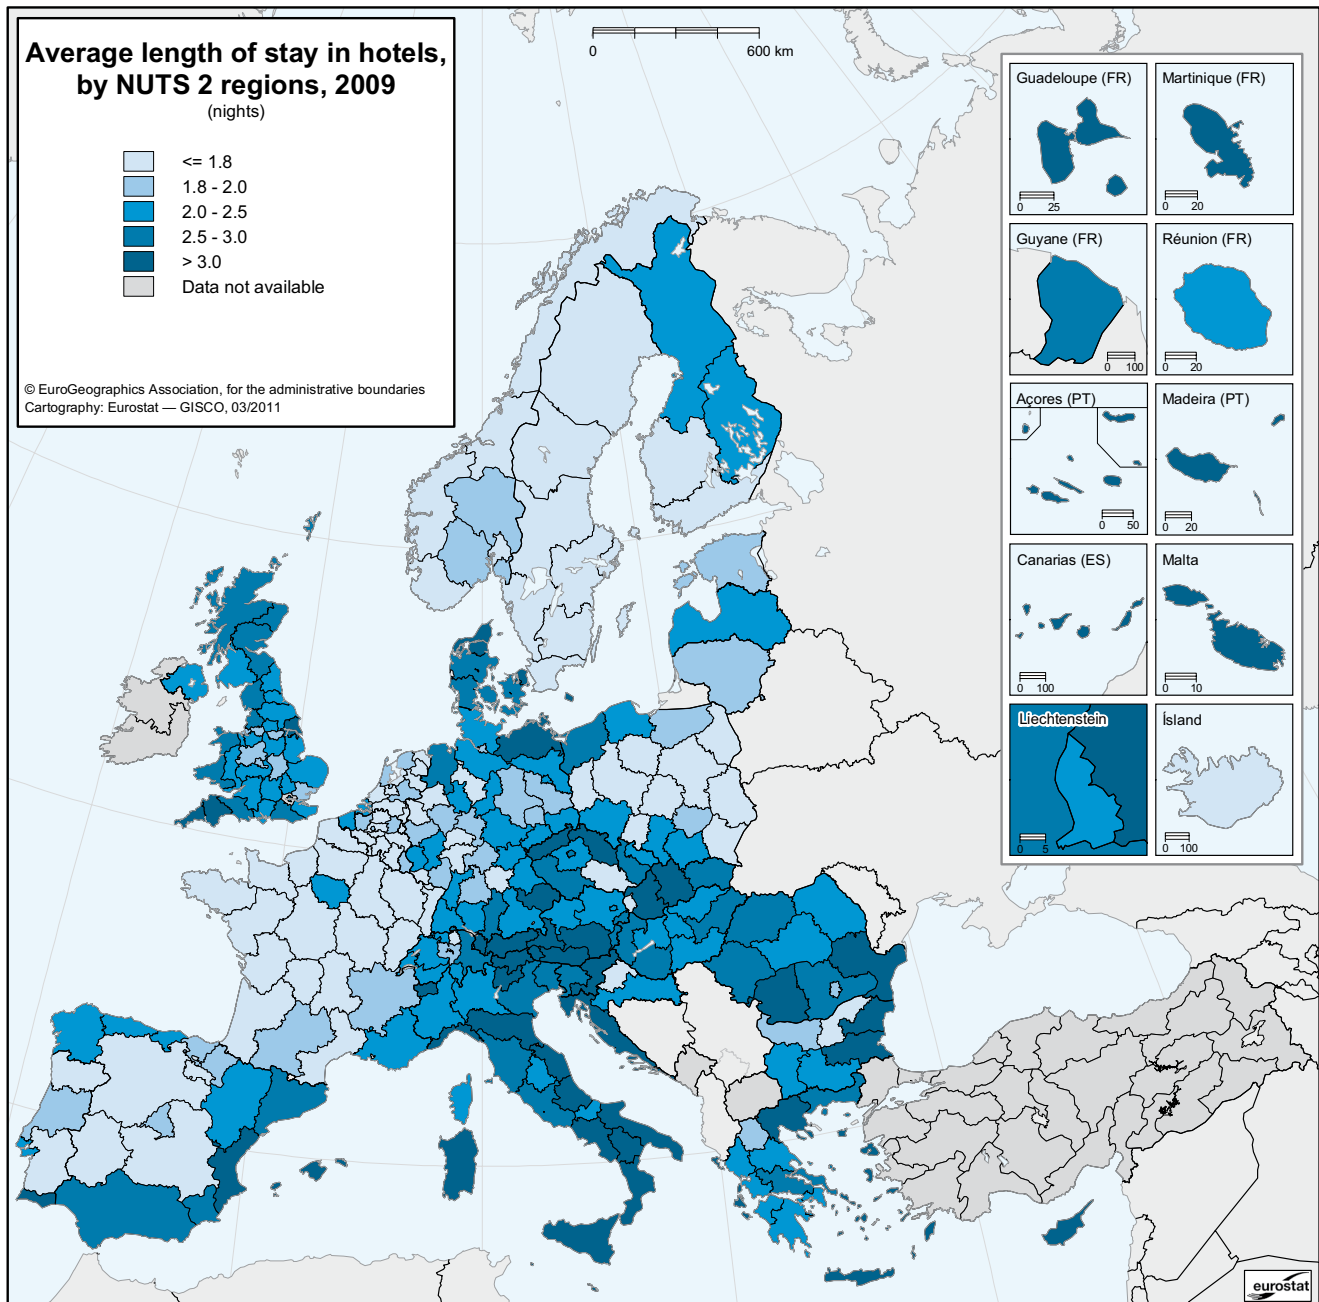 Average length of stay in hotels,
by NUTS 2 regions, 2009
(nights)
<= 1.8
1.8 - 2.0
2.0 - 2.5
2.5 - 3.0
> 3.0
Data not available
© EuroGeographics Association, for the administrative boundaries
Cartography: Eurostat — GISCO, 03/2011
0 600 km
Guadeloupe (FR)
0 25
Martinique (FR)
0 20
Guyane (FR)
0 100
Réunion (FR)
0 20
Açores (PT)
0 50
Madeira (PT)
0 20
Canarias (ES)
0 100
Malta
0 10
Liechtenstein
0 5
Ísland
0 100
eurostat